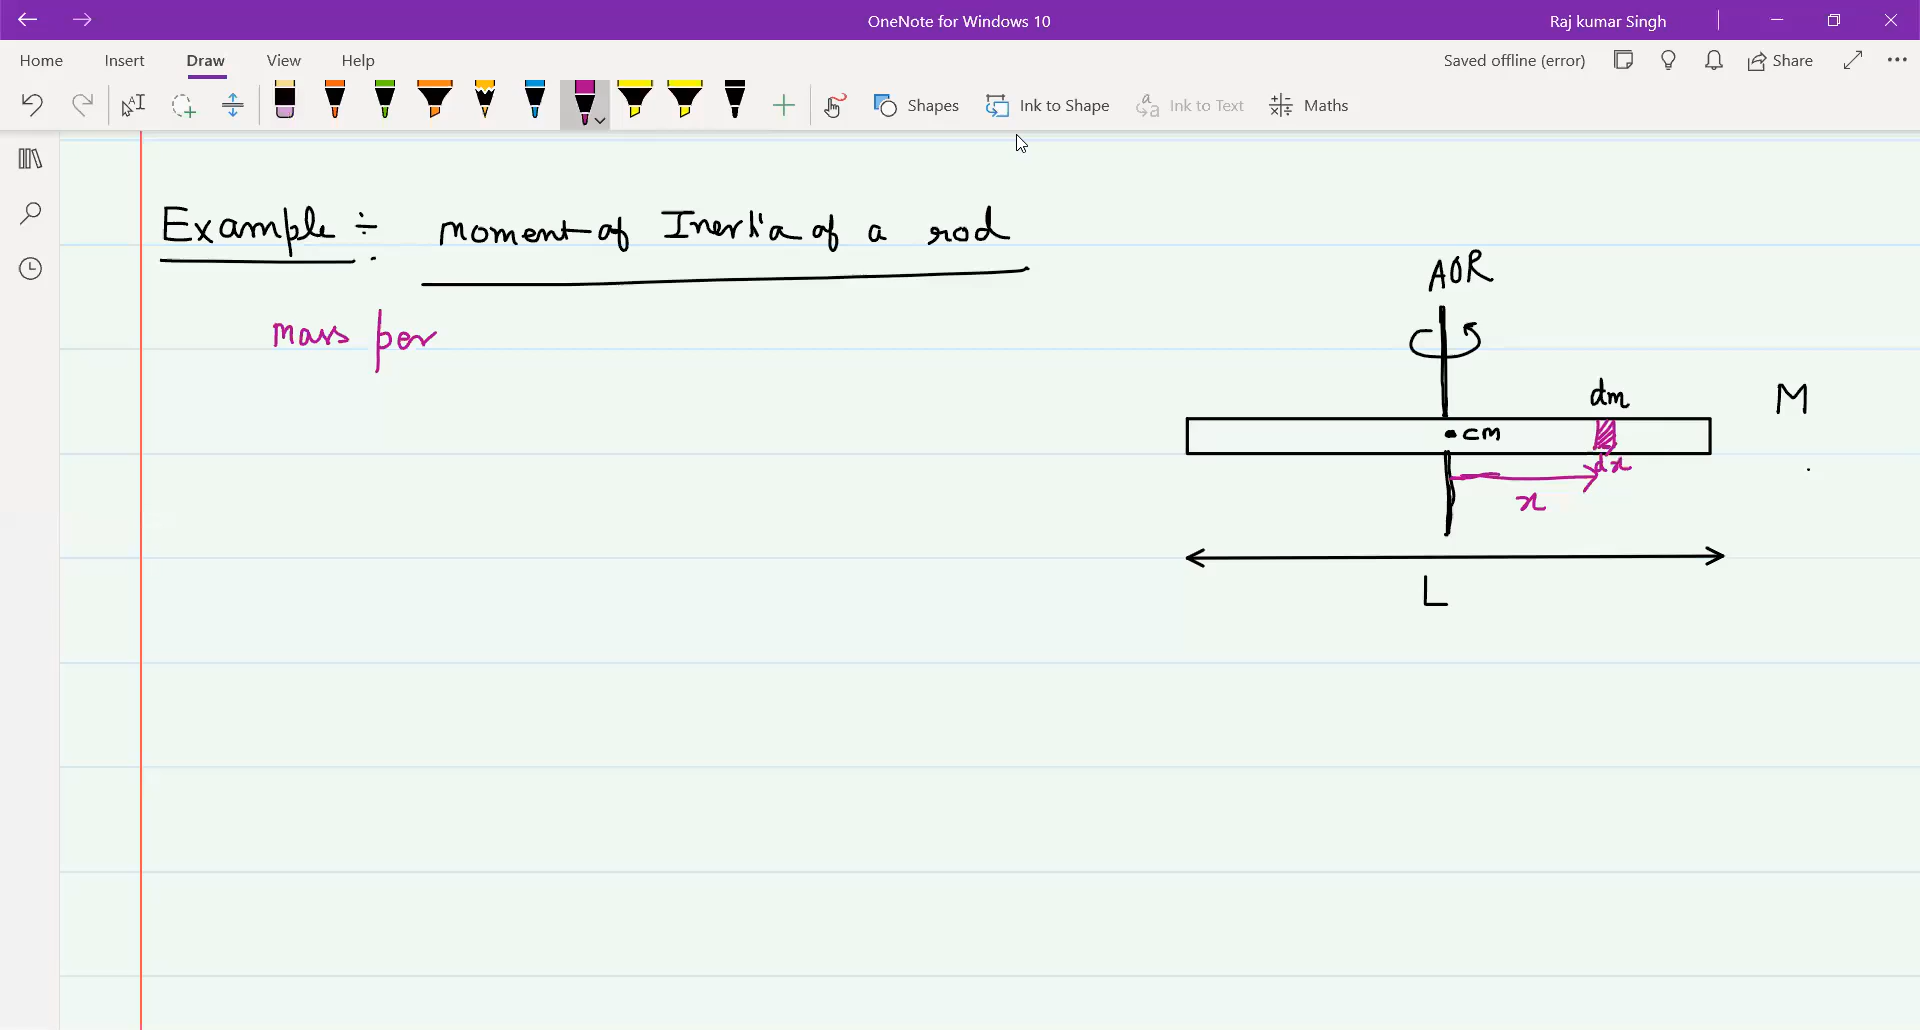 OneNote for Windows 10
Raj kumar Singh
Home Insert Draw View Help
Saved offline (error) Share
Shapes Ink to Shape Ink to Text Maths
Example ÷ moment of Inertia of a rod
Mass per
AOR
dm
M
cm
dx
x
L